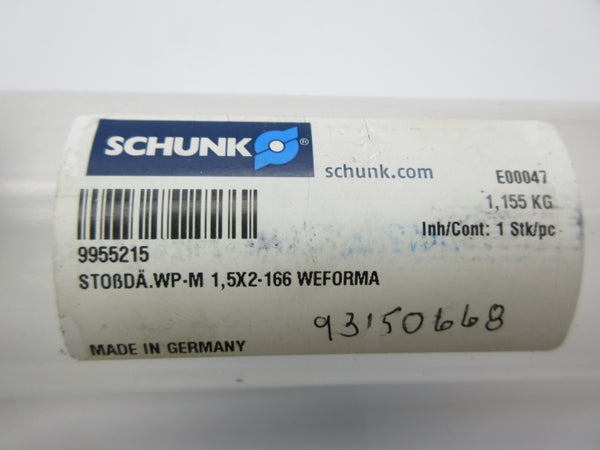 SCHUNK ®
schunk.com
E00047
1,155 KG
Inh/Cont: 1 Stk/pc
9955215
STOßDÄ.WP-M 1,5X2-166 WEFORMA
93150668
MADE IN GERMANY